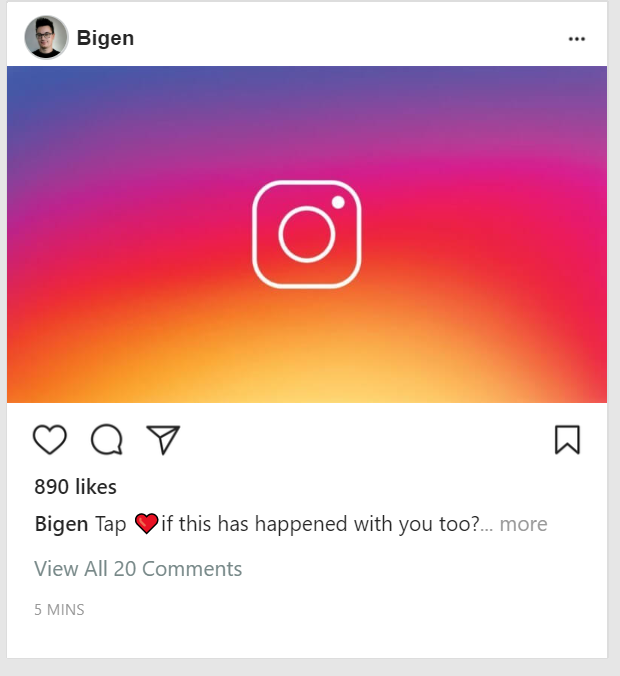 Bigen
890 likes
Bigen Tap ❤️if this has happened with you too?... more
View All 20 Comments
5 MINS